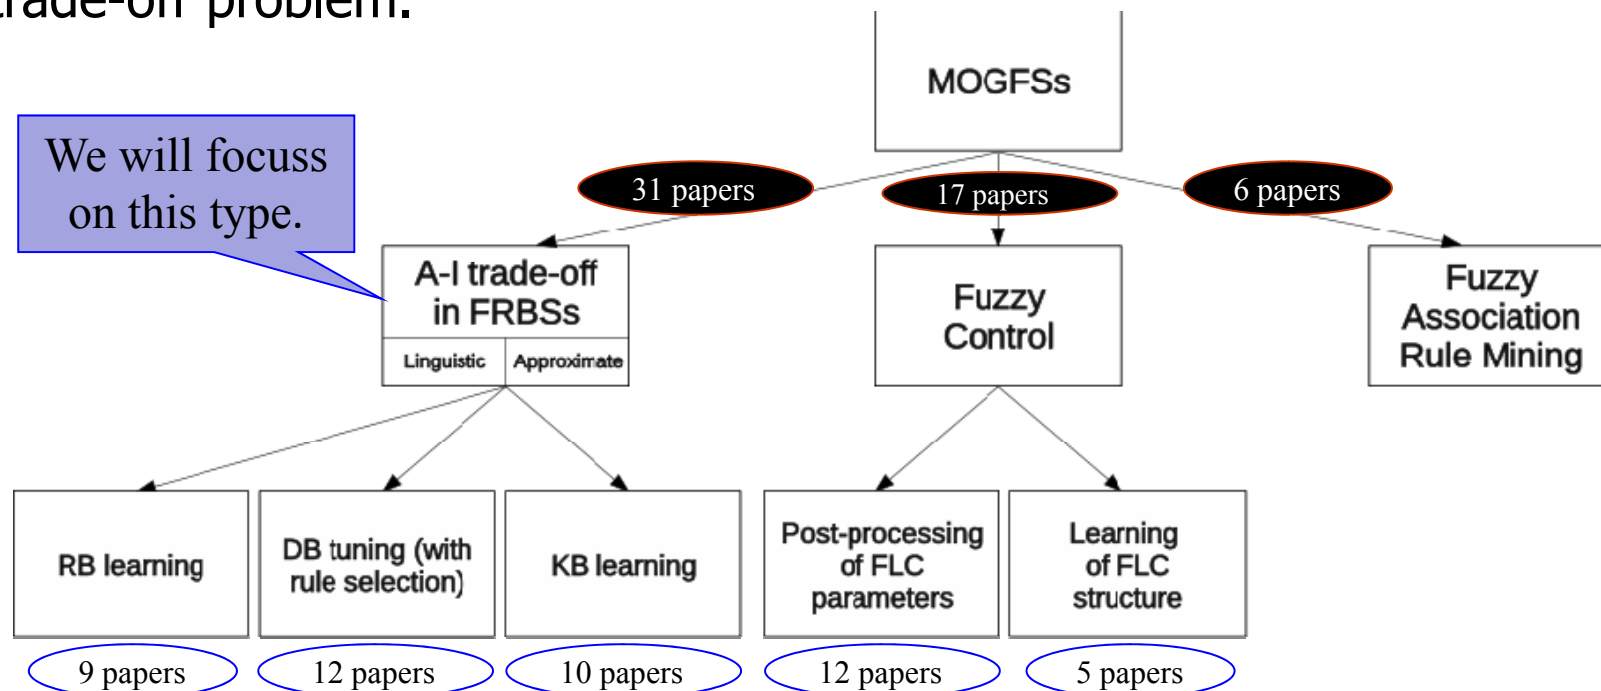 trade-off problem.
MOGFSs
We will focuss
on this type.
31 papers
17 papers
6 papers
A-I trade-off
in FRBSs
Linguistic
Approximate
Fuzzy
Control
Fuzzy
Association
Rule Mining
RB learning
DB tuning (with
rule selection)
KB learning
Post-processing
of FLC
parameters
Learning
of FLC
structure
9 papers
12 papers
10 papers
12 papers
5 papers